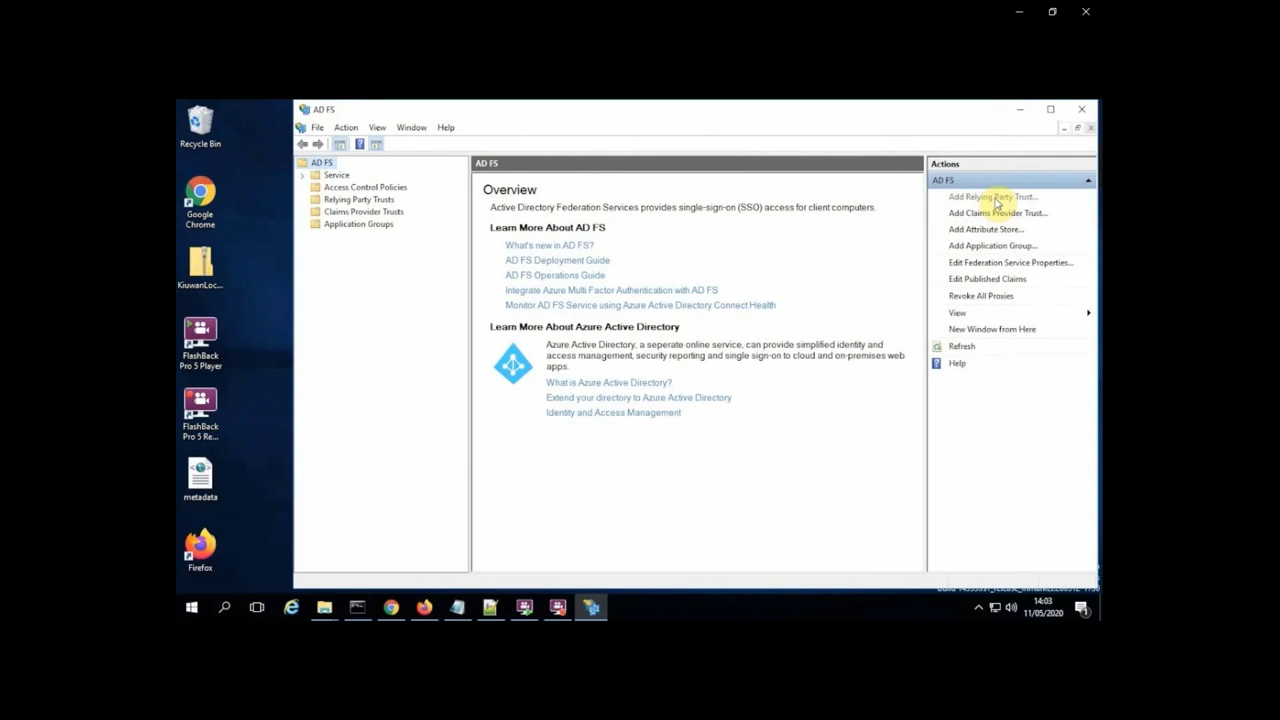 Recycle Bin
Google
Chrome
KiuwanLoc...
FlashBack
Pro 5 Player
FlashBack
Pro 5 Re...
metadata
Firefox
AD FS
File Action View Window Help
AD FS
Service
Access Control Policies
Relying Party Trusts
Claims Provider Trusts
Application Groups
AD FS
Overview
Active Directory Federation Services provides single-sign-on (SSO) access for client computers.
Learn More About AD FS
What's new in AD FS?
AD FS Deployment Guide
AD FS Operations Guide
Integrate Azure Multi Factor Authentication with AD FS
Monitor AD FS Service using Azure Active Directory Connect Health
Learn More About Azure Active Directory
Azure Active Directory, a seperate online service, can provide simplified identity and
access management, security reporting and single sign-on to cloud and on-premises web
apps.
What is Azure Active Directory?
Extend your directory to Azure Active Directory
Identity and Access Management
Actions
AD FS
Add Relying Party Trust...
Add Claims Provider Trust...
Add Attribute Store...
Add Application Group...
Edit Federation Service Properties...
Edit Published Claims
Revoke All Proxies
View
New Window from Here
Refresh
Help
14:03
11/05/2020